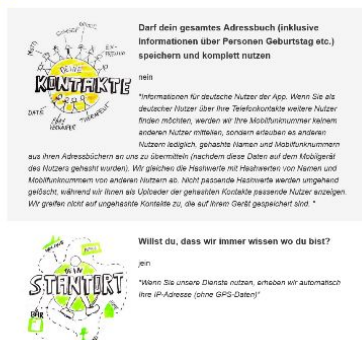 Darf dein gesamtes Adressbuch (inklusive
Informationen über Personen Geburtstag etc.)
speichern und komplett nutzen
nein
"Informationen für deutsche Nutzer der App. Wenn Sie als
deutscher Nutzer über Ihre Telefonkontakte weitere Nutzer
finden möchten, werden wir Ihre Mobilfunknummer keinem
anderen Nutzer mitteilen, sondern erlauben es anderen
Nutzern lediglich, gehashte Namen und Mobilfunknummern
aus ihren Adressbüchern an uns zu übermitteln (nachdem diese Daten auf dem Mobilgerät
des Nutzers gehasht wurden). Wir gleichen die Hashwerte mit Hashwerten von Namen und
Mobilfunknummern von anderen Nutzern ab. Nicht passende Hashwerte werden umgehend
gelöscht, während wir Ihnen als Uploader der gehashten Kontakte passende Nutzer anzeigen.
Wir greifen nicht auf ungehashte Kontakte zu, die auf Ihrem Gerät gespeichert sind. "
DEINE
KONTAKTE
DATE
Willst du, dass wir immer wissen wo du bist?
jein
"Wenn Sie unsere Dienste nutzen, erheben wir automatisch
Ihre IP-Adresse (ohne GPS-Daten)"
DEIN
STANDORT
BAR